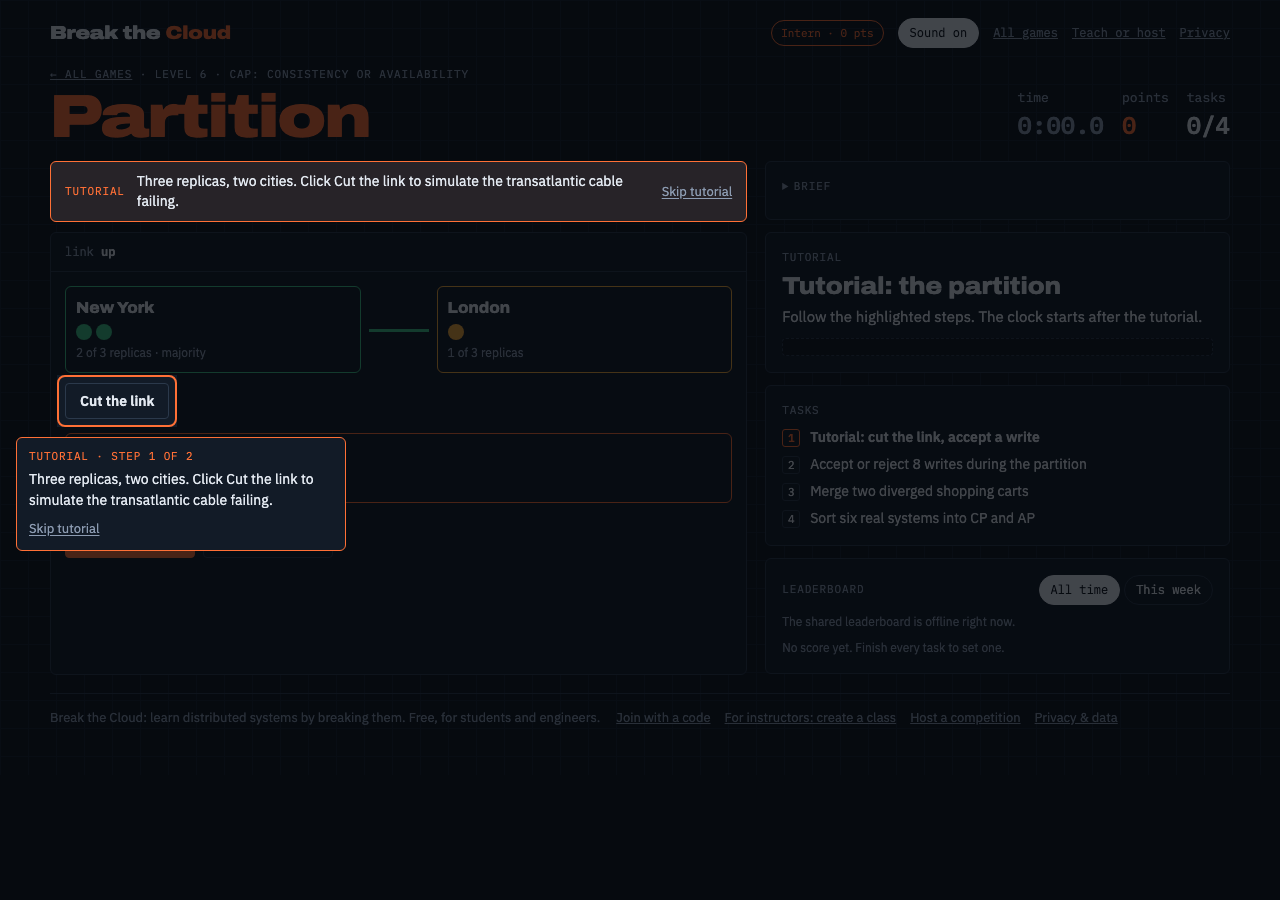 Break the Cloud
Intern · 0 pts
Sound on
All games
Teach or host
Privacy
← ALL GAMES · LEVEL 6 · CAP: CONSISTENCY OR AVAILABILITY
Partition
time
points
tasks
0:00.0
0
0/4
TUTORIAL
Three replicas, two cities. Click Cut the link to simulate the transatlantic cable
failing.
Skip tutorial
▶ BRIEF
link up
New York
2 of 3 replicas · majority
London
1 of 3 replicas
Cut the link
TUTORIAL · STEP 1 OF 2
Three replicas, two cities. Click Cut the link to
simulate the transatlantic cable failing.
Skip tutorial
TUTORIAL
Tutorial: the partition
Follow the highlighted steps. The clock starts after the tutorial.
TASKS
1 Tutorial: cut the link, accept a write
2 Accept or reject 8 writes during the partition
3 Merge two diverged shopping carts
4 Sort six real systems into CP and AP
LEADERBOARD
All time
This week
The shared leaderboard is offline right now.
No score yet. Finish every task to set one.
Break the Cloud: learn distributed systems by breaking them. Free, for students and engineers.
Join with a code
For instructors: create a class
Host a competition
Privacy & data